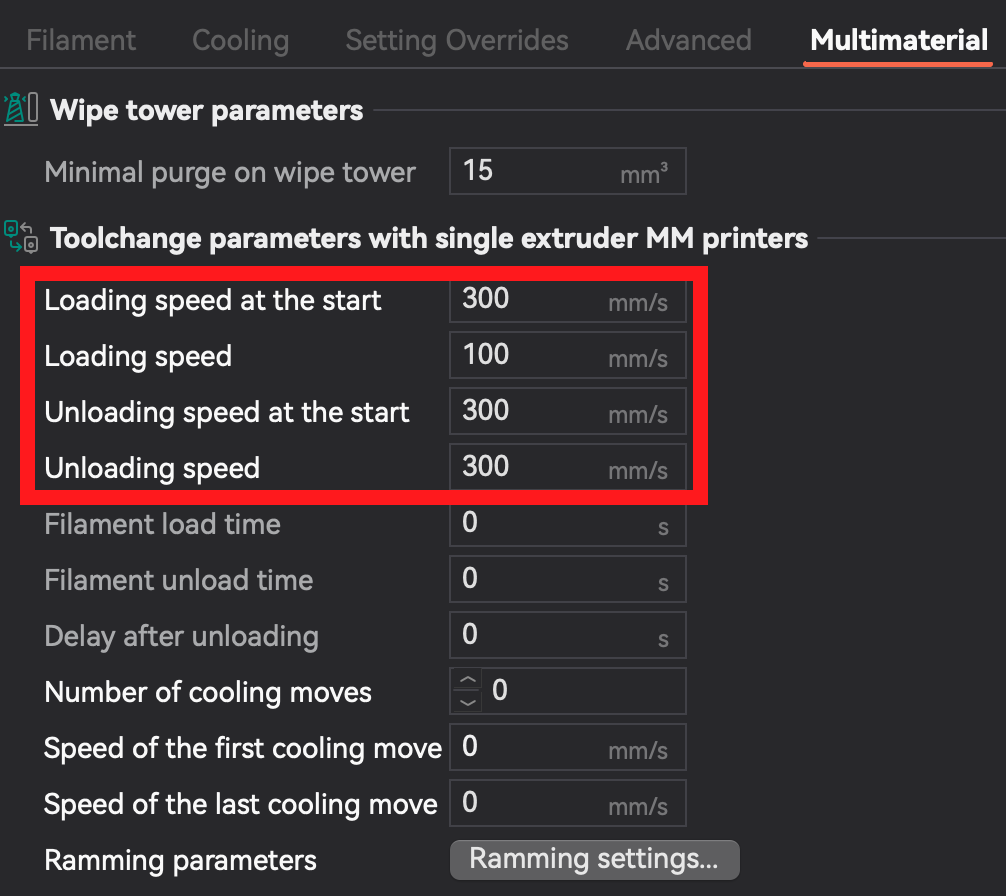 Filament Cooling Setting Overrides Advanced Multimaterial
Wipe tower parameters
Minimal purge on wipe tower 15 mm³
Toolchange parameters with single extruder MM printers
Loading speed at the start 300 mm/s
Loading speed 100 mm/s
Unloading speed at the start 300 mm/s
Unloading speed 300 mm/s
Filament load time 0 s
Filament unload time 0 s
Delay after unloading 0 s
Number of cooling moves 0
Speed of the first cooling move 0 mm/s
Speed of the last cooling move 0 mm/s
Ramming parameters Ramming settings...